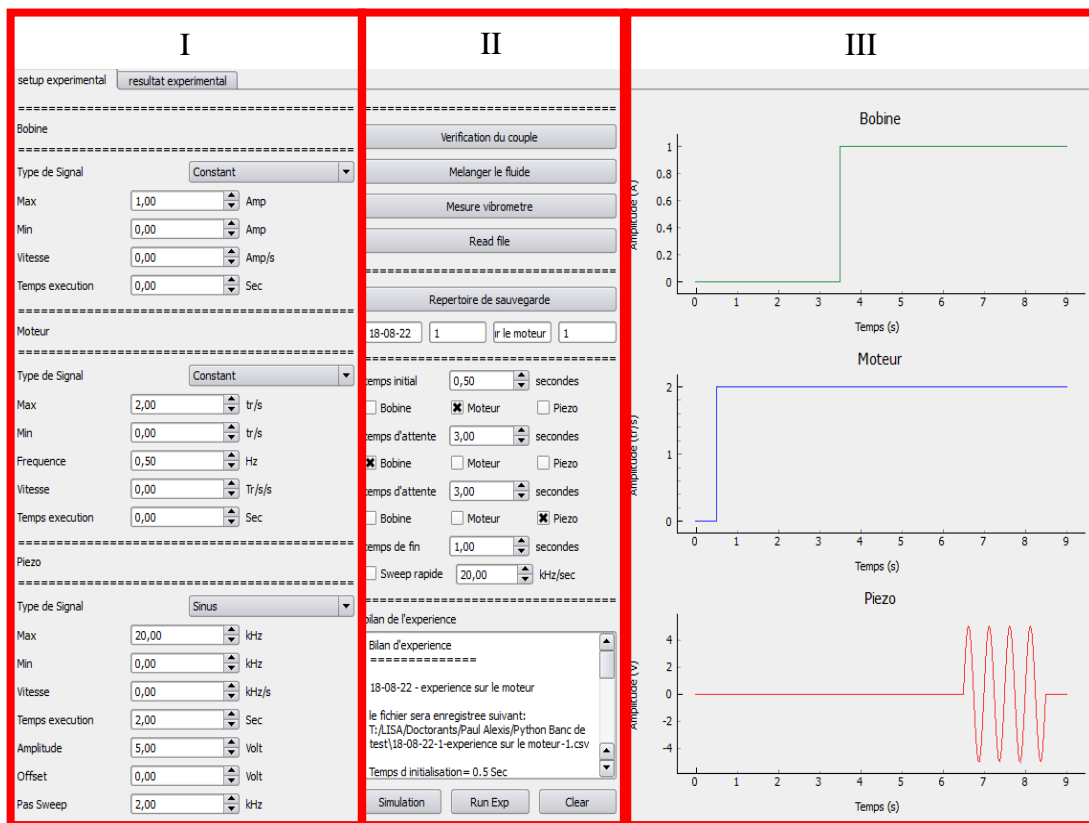 I
setup experimental resultat experimental
==========================================
Bobine
==========================================
Type de Signal Constant
Max 1,00 Amp
Min 0,00 Amp
Vitesse 0,00 Amp/s
Temps execution 0,00 Sec
==========================================
Moteur
==========================================
Type de Signal Constant
Max 2,00 tr/s
Min 0,00 tr/s
Frequence 0,50 Hz
Vitesse 0,00 Tr/s/s
Temps execution 0,00 Sec
==========================================
Piezo
==========================================
Type de Signal Sinus
Max 20,00 kHz
Min 0,00 kHz
Vitesse 0,00 kHz/s
Temps execution 2,00 Sec
Amplitude 5,00 Volt
Offset 0,00 Volt
Pas Sweep 2,00 kHz
II
===============================
Verification du couple
Melanger le fluide
Mesure vibrometre
Read file
===============================
Repertoire de sauvegarde
18-08-22 1 ir le moteur 1
===============================
temps initial 0,50 secondes
Bobine Moteur Piezo
temps d'attente 3,00 secondes
Bobine Moteur Piezo
temps d'attente 3,00 secondes
Bobine Moteur Piezo
temps de fin 1,00 secondes
Sweep rapide 20,00 kHz/sec
===============================
bilan de l'experience
Bilan d'experience
==============
18-08-22 - experience sur le moteur
le fichier sera enregistree suivant:
T:/LISA/Doctorants/Paul Alexis/Python Banc de
test\18-08-22-1-experience sur le moteur-1.csv
Temps d initialisation= 0.5 Sec
Simulation Run Exp Clear
III
Bobine
Amplitude (A)
1
0.8
0.6
0.4
0.2
0
0 1 2 3 4 5 6 7 8 9
Temps (s)
Moteur
Amplitude (tr/s)
2
1
0
0 1 2 3 4 5 6 7 8 9
Temps (s)
Piezo
Amplitude (V)
4
2
0
-2
-4
0 1 2 3 4 5 6 7 8 9
Temps (s)